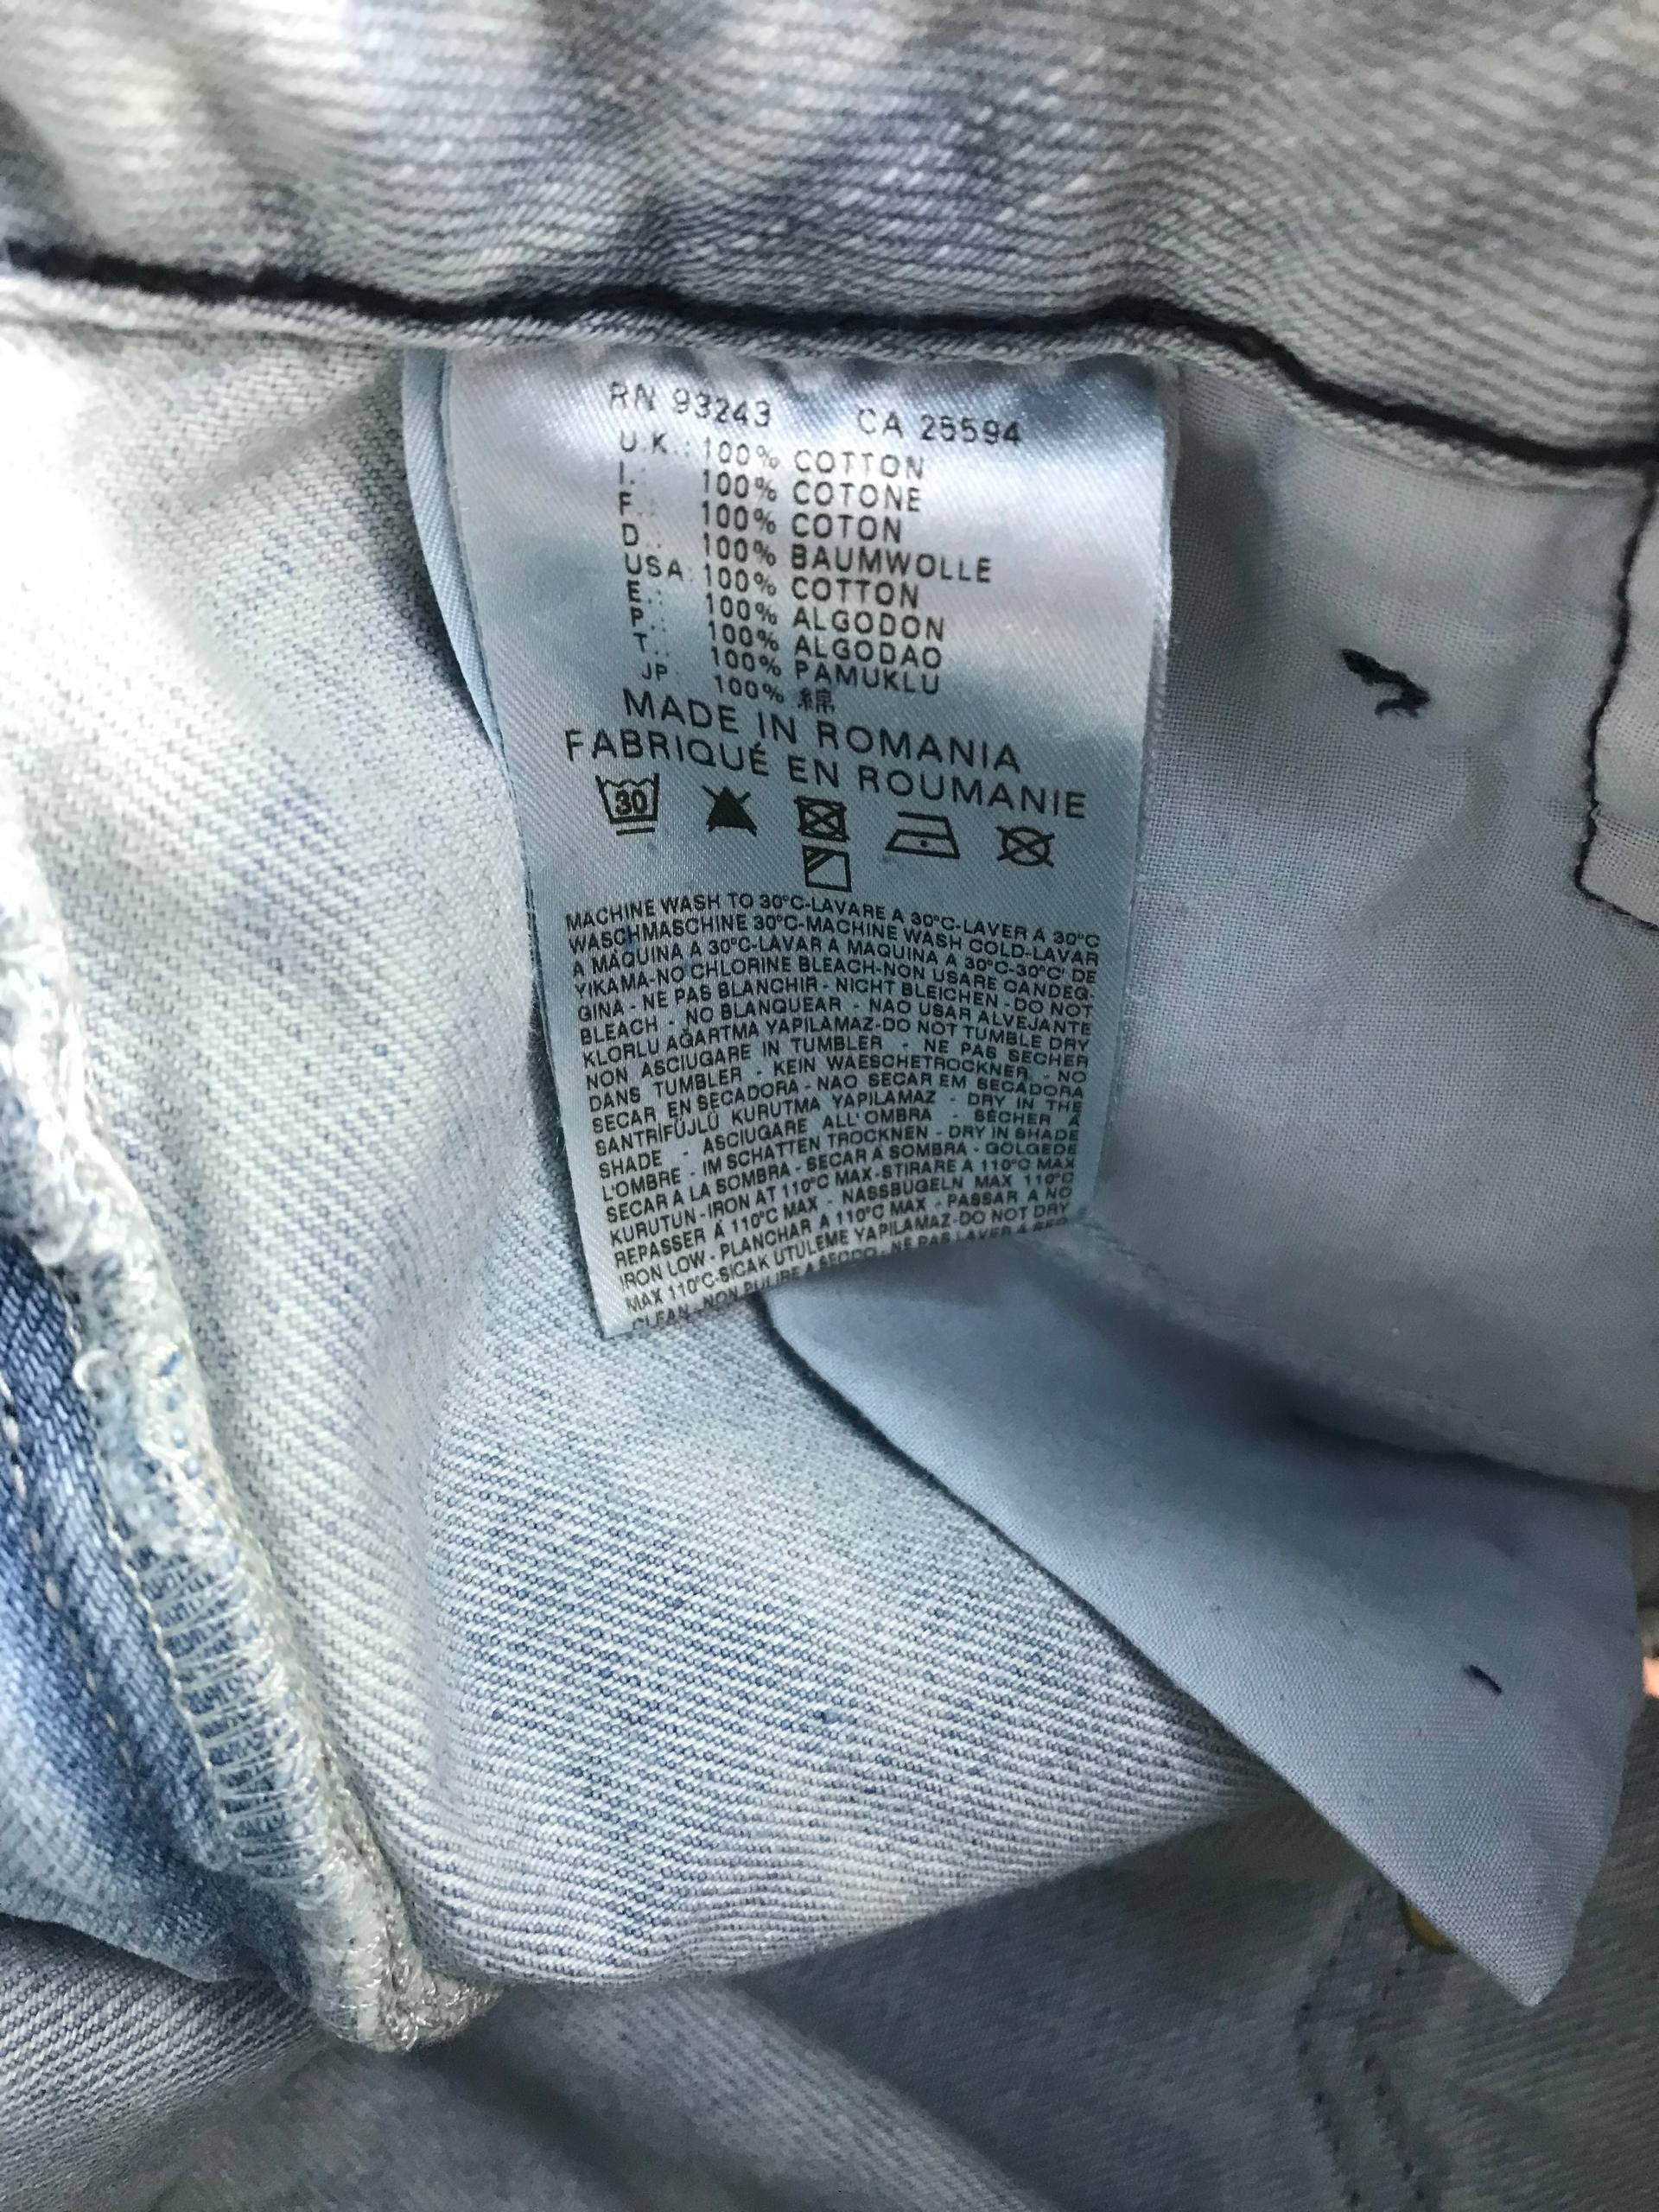 RN 93243 CA 25594
U.K.: 100% COTTON
I.: 100% COTONE
F.: 100% COTON
D.: 100% BAUMWOLLE
USA: 100% COTTON
E.: 100% ALGODON
P.: 100% ALGODAO
T.: 100% PAMUKLU
JP: 100% 綿
MADE IN ROMANIA
FABRIQUÉ EN ROUMANIE
30
MACHINE WASH TO 30°C-LAVARE A 30°C-LAVER A 30°C
WASCHMASCHINE 30°C-MACHINE WASH COLD-LAVAR
A MÁQUINA A 30°C-LAVAR A MAQUINA A 30°C-30°C' DE
YIKAMA-NO CHLORINE BLEACH-NON USARE CANDEG-
GINA - NE PAS BLANCHIR - NICHT BLEICHEN - DO NOT
BLEACH - NO BLANQUEAR - NAO USAR ALVEJANTE
KLORLU AĞARTMA YAPILAMAZ-DO NOT TUMBLE DRY
NON ASCIUGARE IN TUMBLER - NE PAS SECHER
DANS TUMBLER - KEIN WAESCHETROCKNER - NO
SECAR EN SECADORA - NAO SECAR EM SECADORA
SANTRİFÜJLÜ KURUTMA YAPILAMAZ - DRY IN THE
SHADE - ASCIUGARE ALL'OMBRA - SÉCHER À
L'OMBRE - IM SCHATTEN TROCKNEN - DRY IN SHADE
SECAR A LA SOMBRA - SECAR A SOMBRA - GÖLGEDE
KURUTUN - IRON AT 110°C MAX - STIRARE A 110°C MAX
REPASSER A 110°C MAX - NASSBÜGELN MAX 110°C
IRON LOW - PLANCHAR A 110°C MAX - PASSAR A NO
MAX 110°C-SICAK UTÜLEME YAPILAMAZ-DO NOT DRY
CLEAN - NON PULIRE A SECCO - NE PAS LAVER A SEC